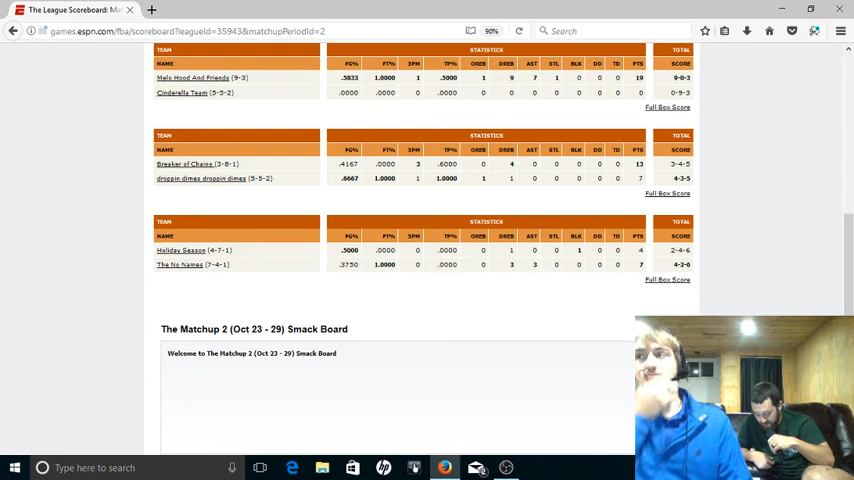 The League Scoreboard: Ma
games.espn.com/fba/scoreboard?leagueId=35943&matchupPeriodId=2
90%
Search
TEAM STATISTICS TOTAL
NAME FG% FT% 3PM TP% OREB DREB AST STL BLK DD TD PTS SCORE
Melo Hood And Friends (9-3) .5833 1.0000 1 .5000 1 9 7 1 0 0 0 19 9-0-3
Cinderella Team (5-5-2) .0000 .0000 0 .0000 0 0 0 0 0 0 0 0 0-9-3
Full Box Score
TEAM STATISTICS TOTAL
NAME FG% FT% 3PM TP% OREB DREB AST STL BLK DD TD PTS SCORE
Breaker of Chains (3-8-1) .4167 .0000 3 .6000 0 4 0 0 0 0 0 13 3-4-5
droppin dimes droppin dimes (5-5-2) .6667 1.0000 1 1.0000 1 1 0 0 0 0 0 7 4-3-5
Full Box Score
TEAM STATISTICS TOTAL
NAME FG% FT% 3PM TP% OREB DREB AST STL BLK DD TD PTS SCORE
Holiday Season (4-7-1) .5000 .0000 0 .0000 0 1 0 0 1 0 0 4 2-4-6
The No Names (7-4-1) .3750 1.0000 0 .0000 0 3 3 0 0 0 0 7 4-2-6
Full Box Score
The Matchup 2 (Oct 23 - 29) Smack Board
Welcome to The Matchup 2 (Oct 23 - 29) Smack Board
Type here to search
hp
2